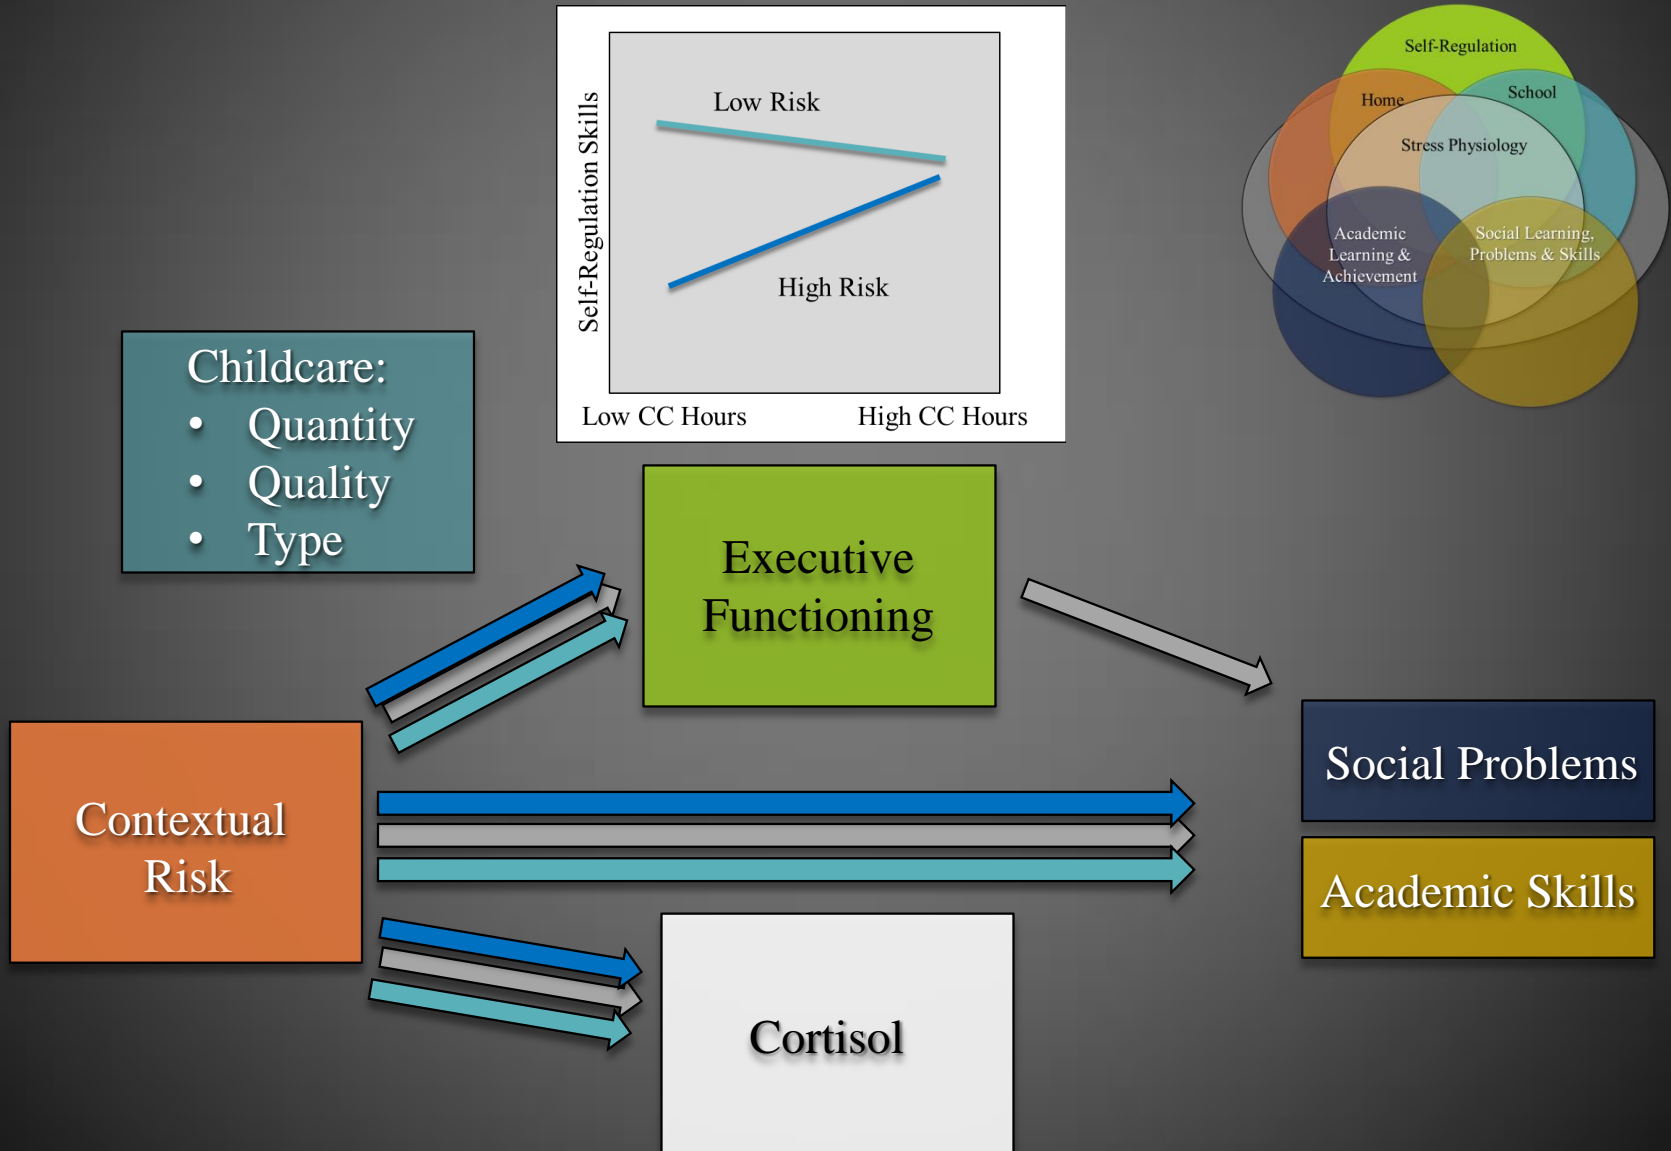 Self-Regulation Skills
Low Risk
High Risk
Low CC Hours
High CC Hours
Self-Regulation
Home
School
Stress Physiology
Academic
Learning &
Achievement
Social Learning,
Problems & Skills
Childcare:
• Quantity
• Quality
• Type
Executive
Functioning
Contextual
Risk
Social Problems
Academic Skills
Cortisol